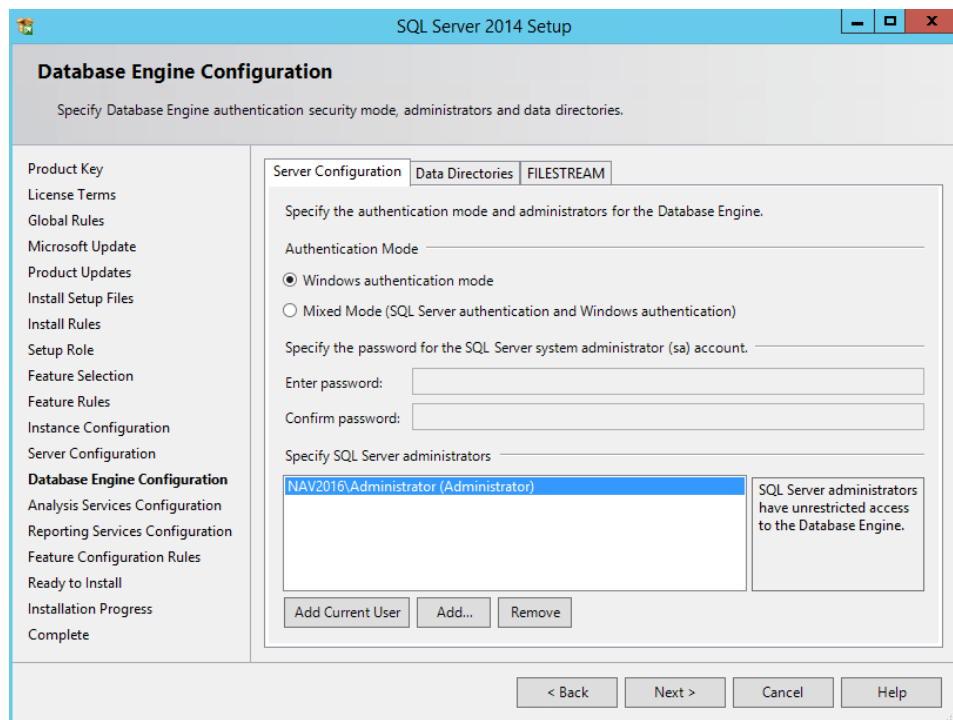 SQL Server 2014 Setup
Database Engine Configuration
Specify Database Engine authentication security mode, administrators and data directories.
Product Key
License Terms
Global Rules
Microsoft Update
Product Updates
Install Setup Files
Install Rules
Setup Role
Feature Selection
Feature Rules
Instance Configuration
Server Configuration
Database Engine Configuration
Analysis Services Configuration
Reporting Services Configuration
Feature Configuration Rules
Ready to Install
Installation Progress
Complete
Server Configuration Data Directories FILESTREAM
Specify the authentication mode and administrators for the Database Engine.
Authentication Mode
Windows authentication mode
Mixed Mode (SQL Server authentication and Windows authentication)
Specify the password for the SQL Server system administrator (sa) account.
Enter password:
Confirm password:
Specify SQL Server administrators
NAV2016\Administrator (Administrator)
SQL Server administrators
have unrestricted access
to the Database Engine.
Add Current User Add... Remove
< Back Next > Cancel Help